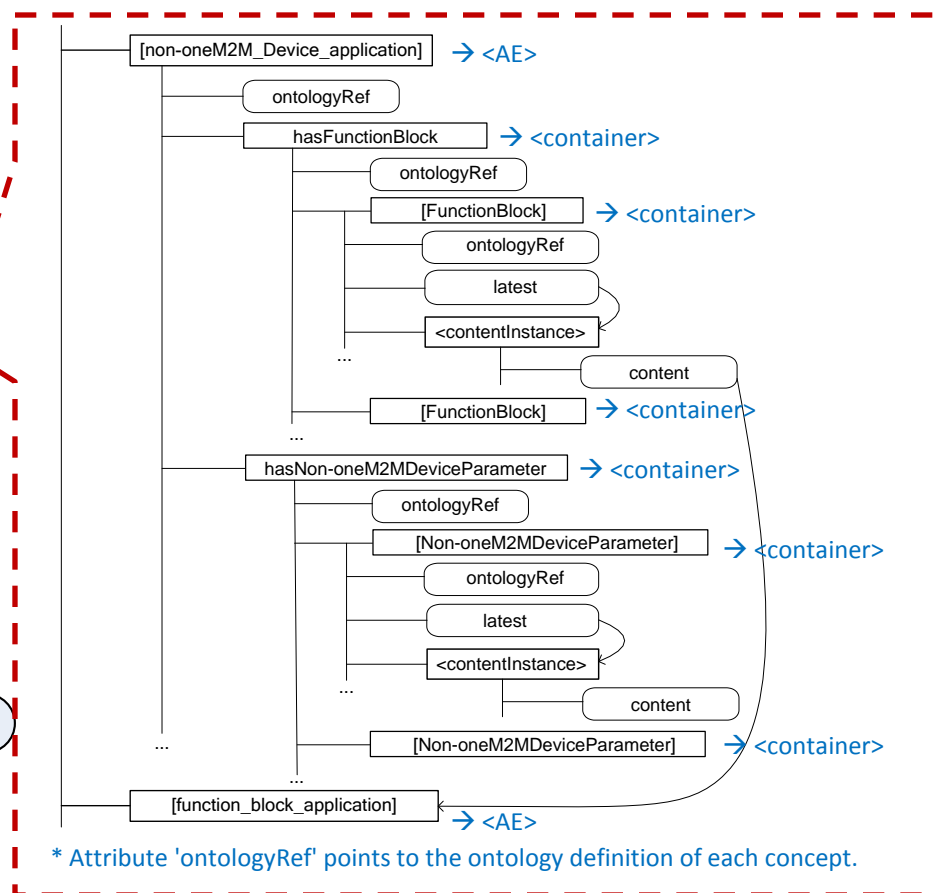 [non-oneM2M_Device_application] → <AE>
ontologyRef
hasFunctionBlock → <container>
ontologyRef
[FunctionBlock] → <container>
ontologyRef
latest
<contentInstance>
...
content
[FunctionBlock] → <container>
...
hasNon-oneM2MDeviceParameter → <container>
ontologyRef
[Non-oneM2MDeviceParameter] → <container>
ontologyRef
latest
<contentInstance>
...
content
... [Non-oneM2MDeviceParameter] → <container>
...
[function_block_application] → <AE>
* Attribute 'ontologyRef' points to the ontology definition of each concept.